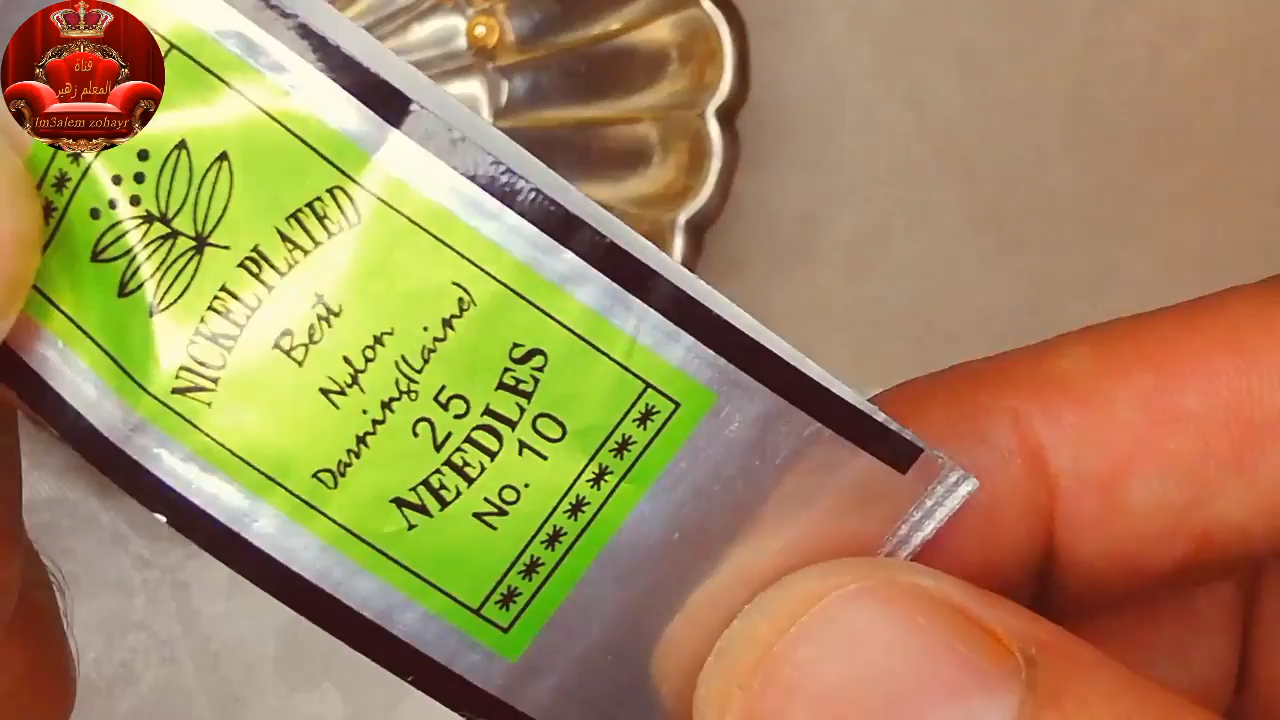 قناة
المعلم زهير
lm3alem zohayr
NICKEL PLATED
Best
Nylon
Darning(Laine)
25
NEEDLES
No. 10